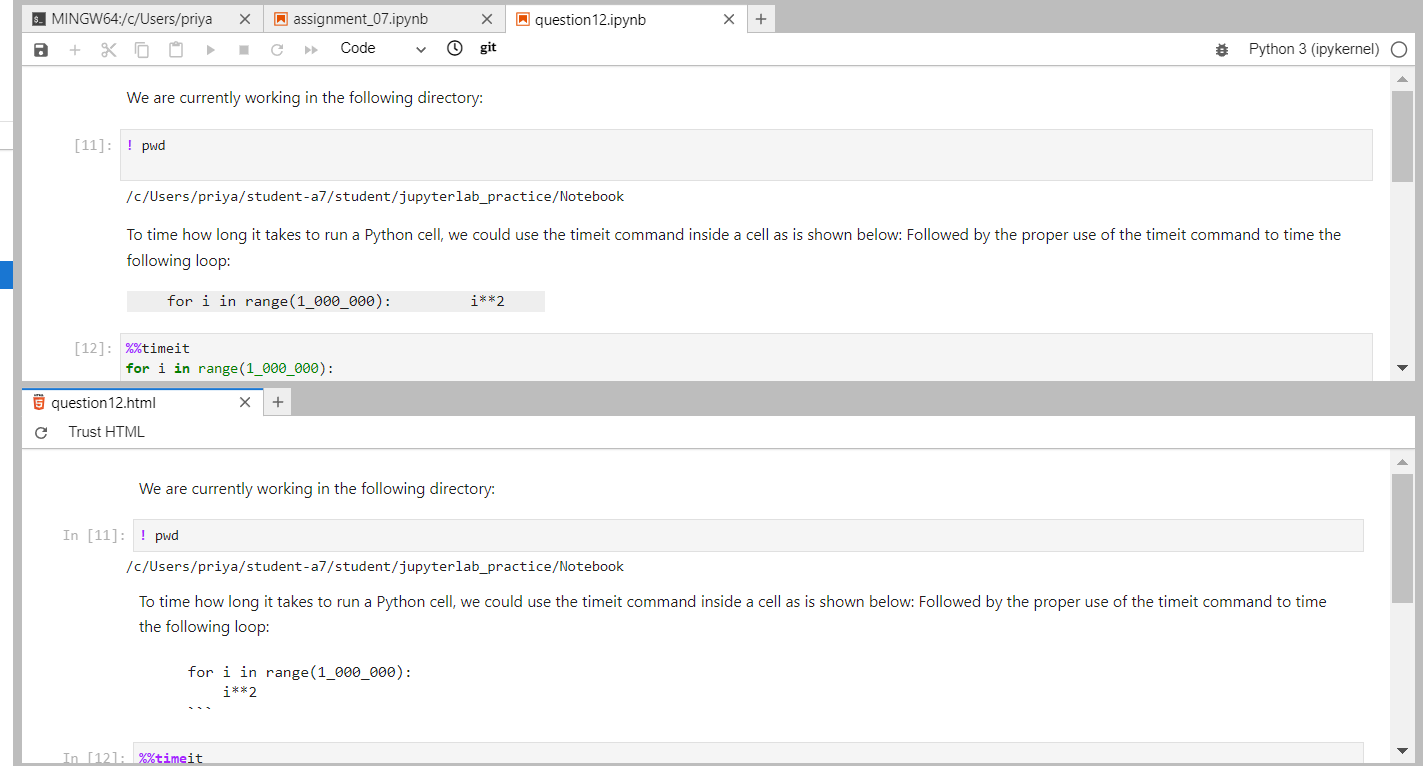 MINGW64:/c/Users/priya
assignment_07.ipynb
question12.ipynb
Code
git
Python 3 (ipykernel)
We are currently working in the following directory:
[11]:
! pwd
/c/Users/priya/student-a7/student/jupyterlab_practice/Notebook
To time how long it takes to run a Python cell, we could use the timeit command inside a cell as is shown below: Followed by the proper use of the timeit command to time the
following loop:
for i in range(1_000_000):        i**2
[12]:
%%timeit
for i in range(1_000_000):
question12.html
Trust HTML
We are currently working in the following directory:
In [11]:
! pwd
/c/Users/priya/student-a7/student/jupyterlab_practice/Notebook
To time how long it takes to run a Python cell, we could use the timeit command inside a cell as is shown below: Followed by the proper use of the timeit command to time
the following loop:
for i in range(1_000_000):
    i**2
```
In [12]:
%%timeit